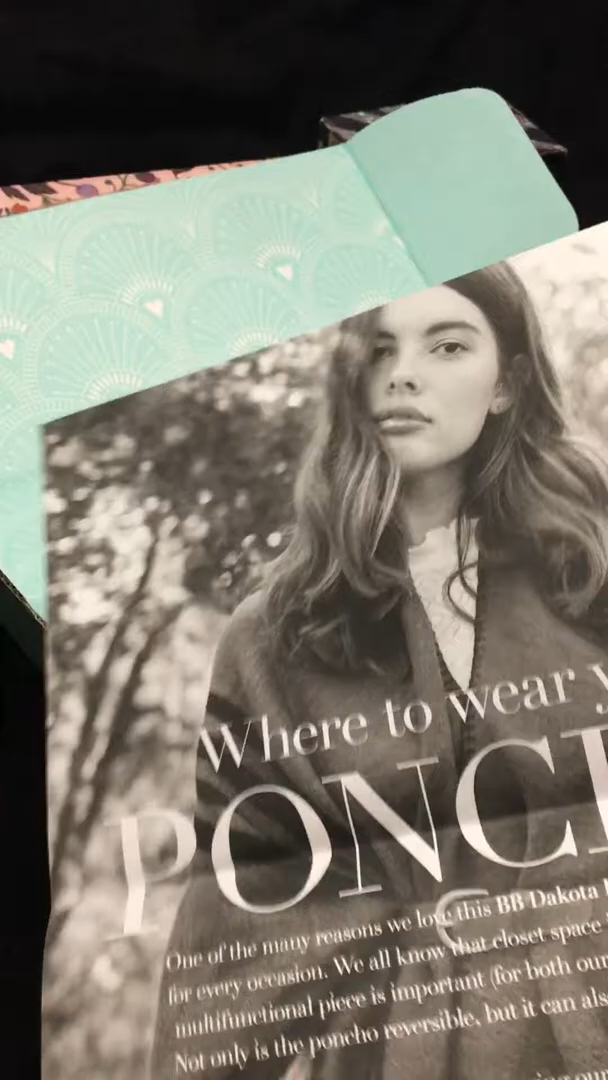 Where to wear y
PONCH
One of the many reasons we love this BB Dakota
for every occasion. We all know that closet space
multifunctional piece is important (for both our
Not only is the poncho reversible, but it can als